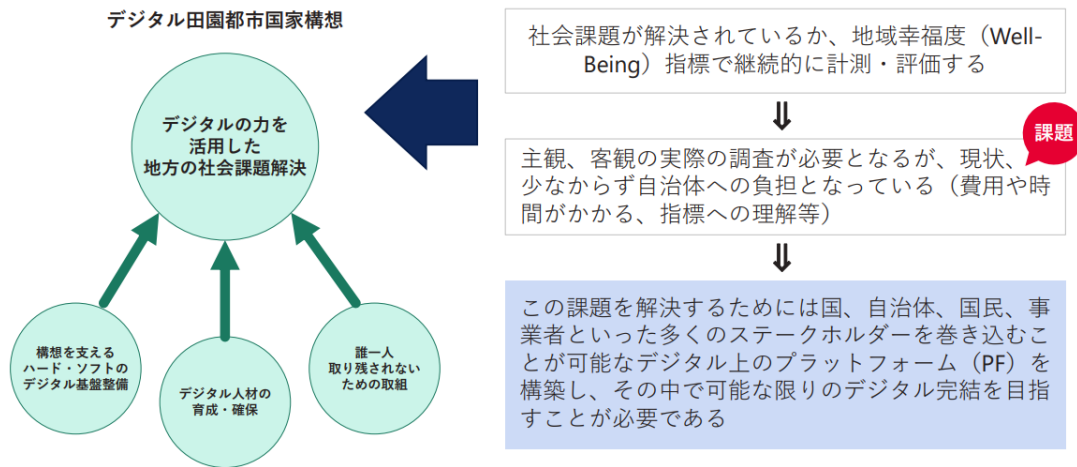 デジタル田園都市国家構想
デジタルの力を
活用した
地方の社会課題解決
構想を支える
ハード・ソフトの
デジタル基盤整備
デジタル人材の
育成・確保
誰一人
取り残されない
ための取組
社会課題が解決されているか、地域幸福度（Well-
Being）指標で継続的に計測・評価する
⇓
課題
主観、客観の実際の調査が必要となるが、現状、
少なからず自治体への負担となっている（費用や時
間がかかる、指標への理解等）
⇓
この課題を解決するためには国、自治体、国民、事
業者といった多くのステークホルダーを巻き込むこ
とが可能なデジタル上のプラットフォーム（PF）を
構築し、その中で可能な限りのデジタル完結を目指
すことが必要である